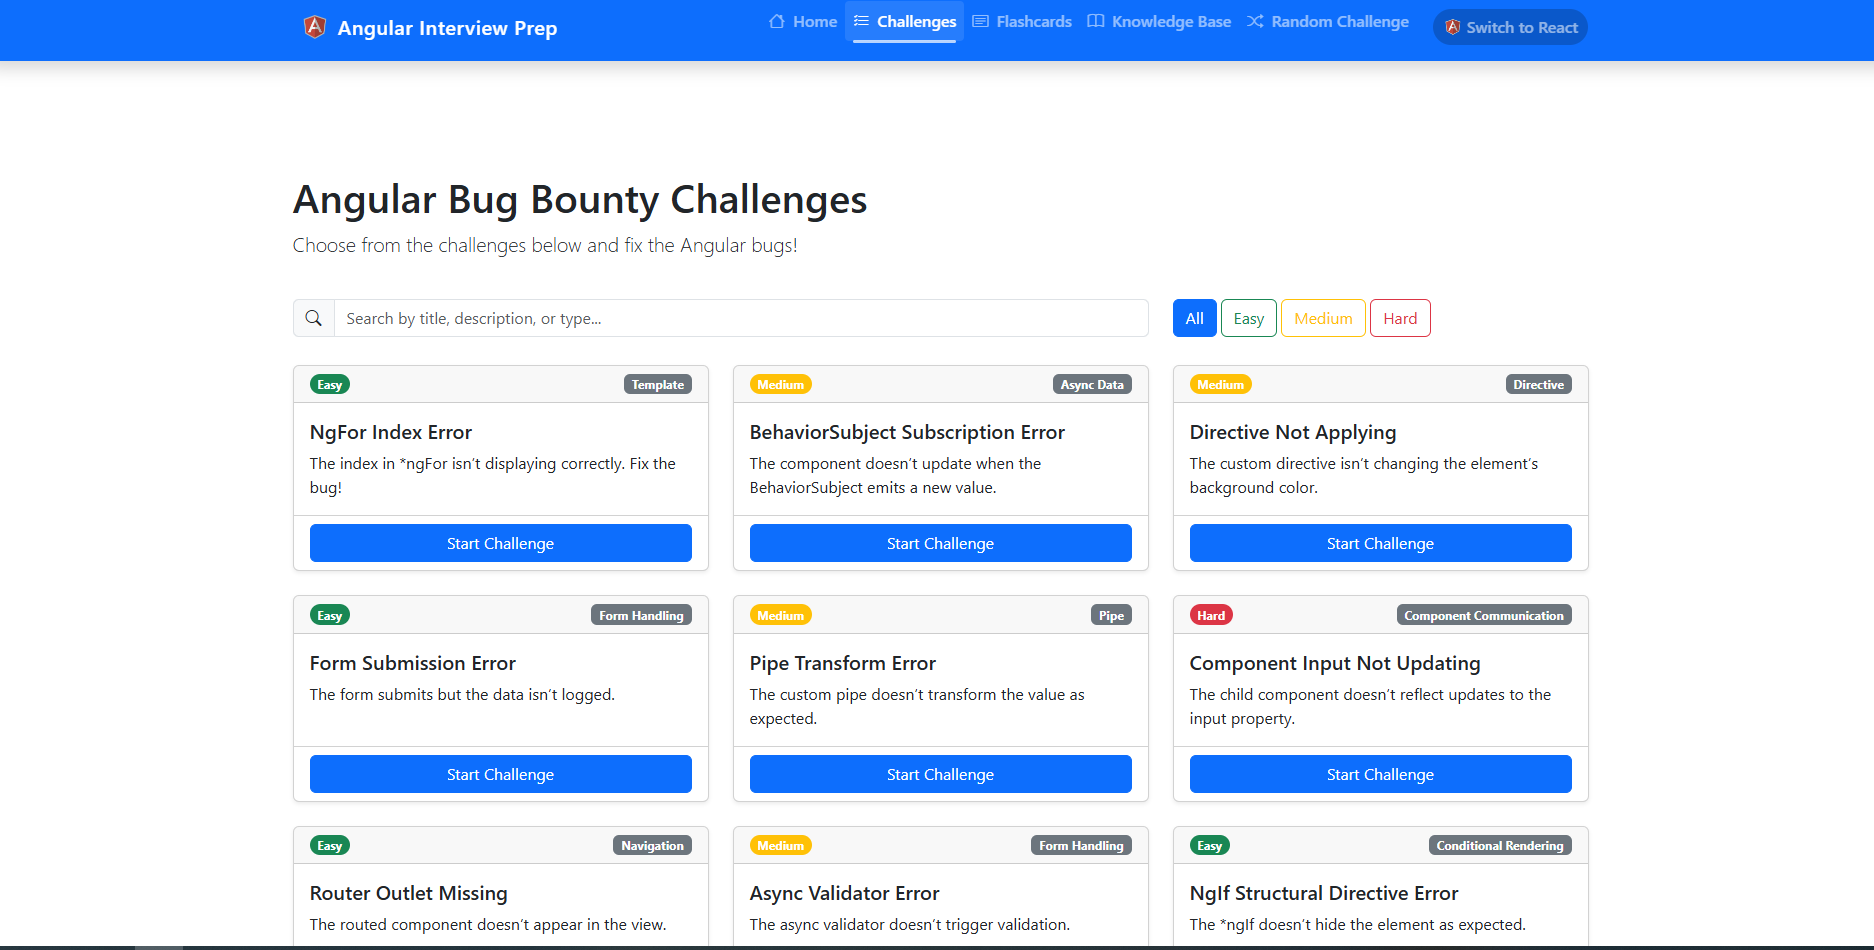 Angular Interview Prep
Home
Challenges
Flashcards
Knowledge Base
Random Challenge
Switch to React
Angular Bug Bounty Challenges
Choose from the challenges below and fix the Angular bugs!
Search by title, description, or type...
All
Easy
Medium
Hard
Easy
Template
NgFor Index Error
The index in *ngFor isn’t displaying correctly. Fix the
bug!
Start Challenge
Medium
Async Data
BehaviorSubject Subscription Error
The component doesn’t update when the
BehaviorSubject emits a new value.
Start Challenge
Medium
Directive
Directive Not Applying
The custom directive isn’t changing the element’s
background color.
Start Challenge
Easy
Form Handling
Form Submission Error
The form submits but the data isn’t logged.
Start Challenge
Medium
Pipe
Pipe Transform Error
The custom pipe doesn’t transform the value as
expected.
Start Challenge
Hard
Component Communication
Component Input Not Updating
The child component doesn’t reflect updates to the
input property.
Start Challenge
Easy
Navigation
Router Outlet Missing
The routed component doesn’t appear in the view.
Medium
Form Handling
Async Validator Error
The async validator doesn’t trigger validation.
Easy
Conditional Rendering
NgIf Structural Directive Error
The *ngIf doesn’t hide the element as expected.